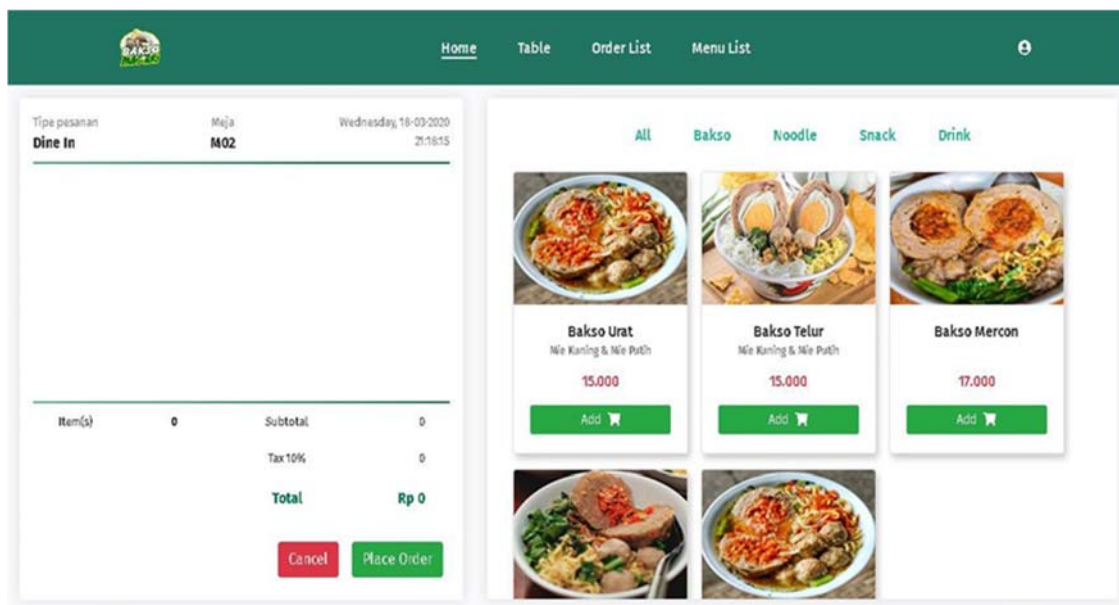 BAKSO
Home Table Order List Menu List
Tipe pesanan Meja Wednesday, 18-03-2020
Dine In M02 21:18:15
All Bakso Noodle Snack Drink
Bakso Urat
Mie Kuning & Mie Putih
15.000
Add
Bakso Telur
Mie Kuning & Mie Putih
15.000
Add
Bakso Mercon
17.000
Add
Item(s) 0 Subtotal 0
Tax 10% 0
Total Rp 0
Cancel Place Order